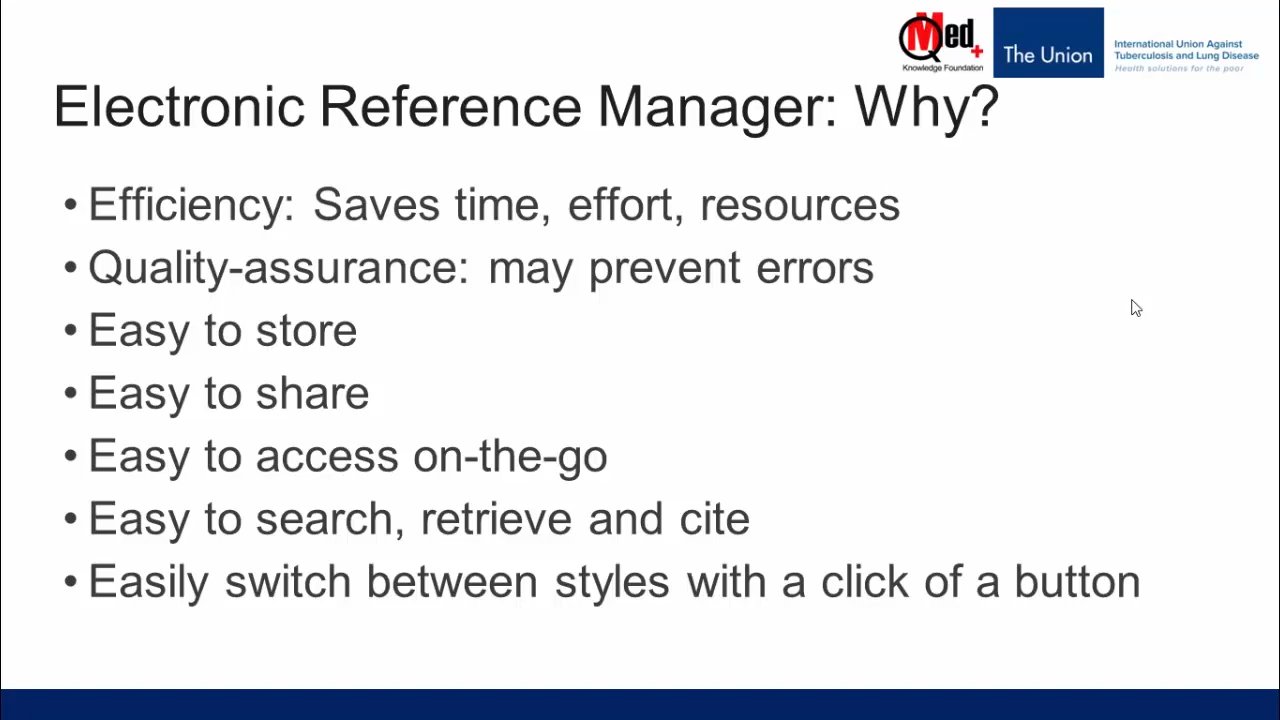 QMed+
Knowledge Foundation
The Union
International Union Against
Tuberculosis and Lung Disease
Health solutions for the poor
Electronic Reference Manager: Why?
• Efficiency: Saves time, effort, resources
• Quality-assurance: may prevent errors
• Easy to store
• Easy to share
• Easy to access on-the-go
• Easy to search, retrieve and cite
• Easily switch between styles with a click of a button